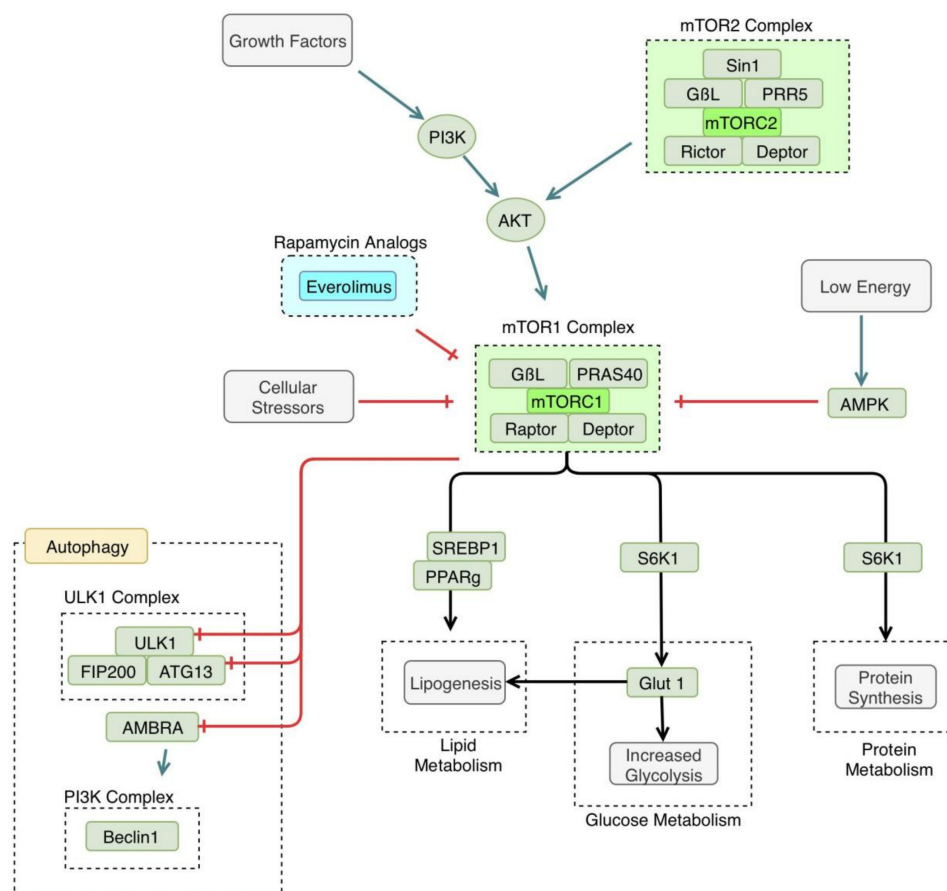 Growth Factors
mTOR2 Complex
Sin1
GßL
PRR5
mTORC2
Rictor
Deptor
PI3K
AKT
Rapamycin Analogs
Everolimus
Low Energy
mTOR1 Complex
Cellular
Stressors
GßL
PRAS40
mTORC1
Raptor
Deptor
AMPK
Autophagy
SREBP1
PPARg
S6K1
S6K1
ULK1 Complex
ULK1
FIP200
ATG13
Lipogenesis
Glut 1
Protein
Synthesis
AMBRA
Lipid
Metabolism
Increased
Glycolysis
Protein
Metabolism
PI3K Complex
Beclin1
Glucose Metabolism